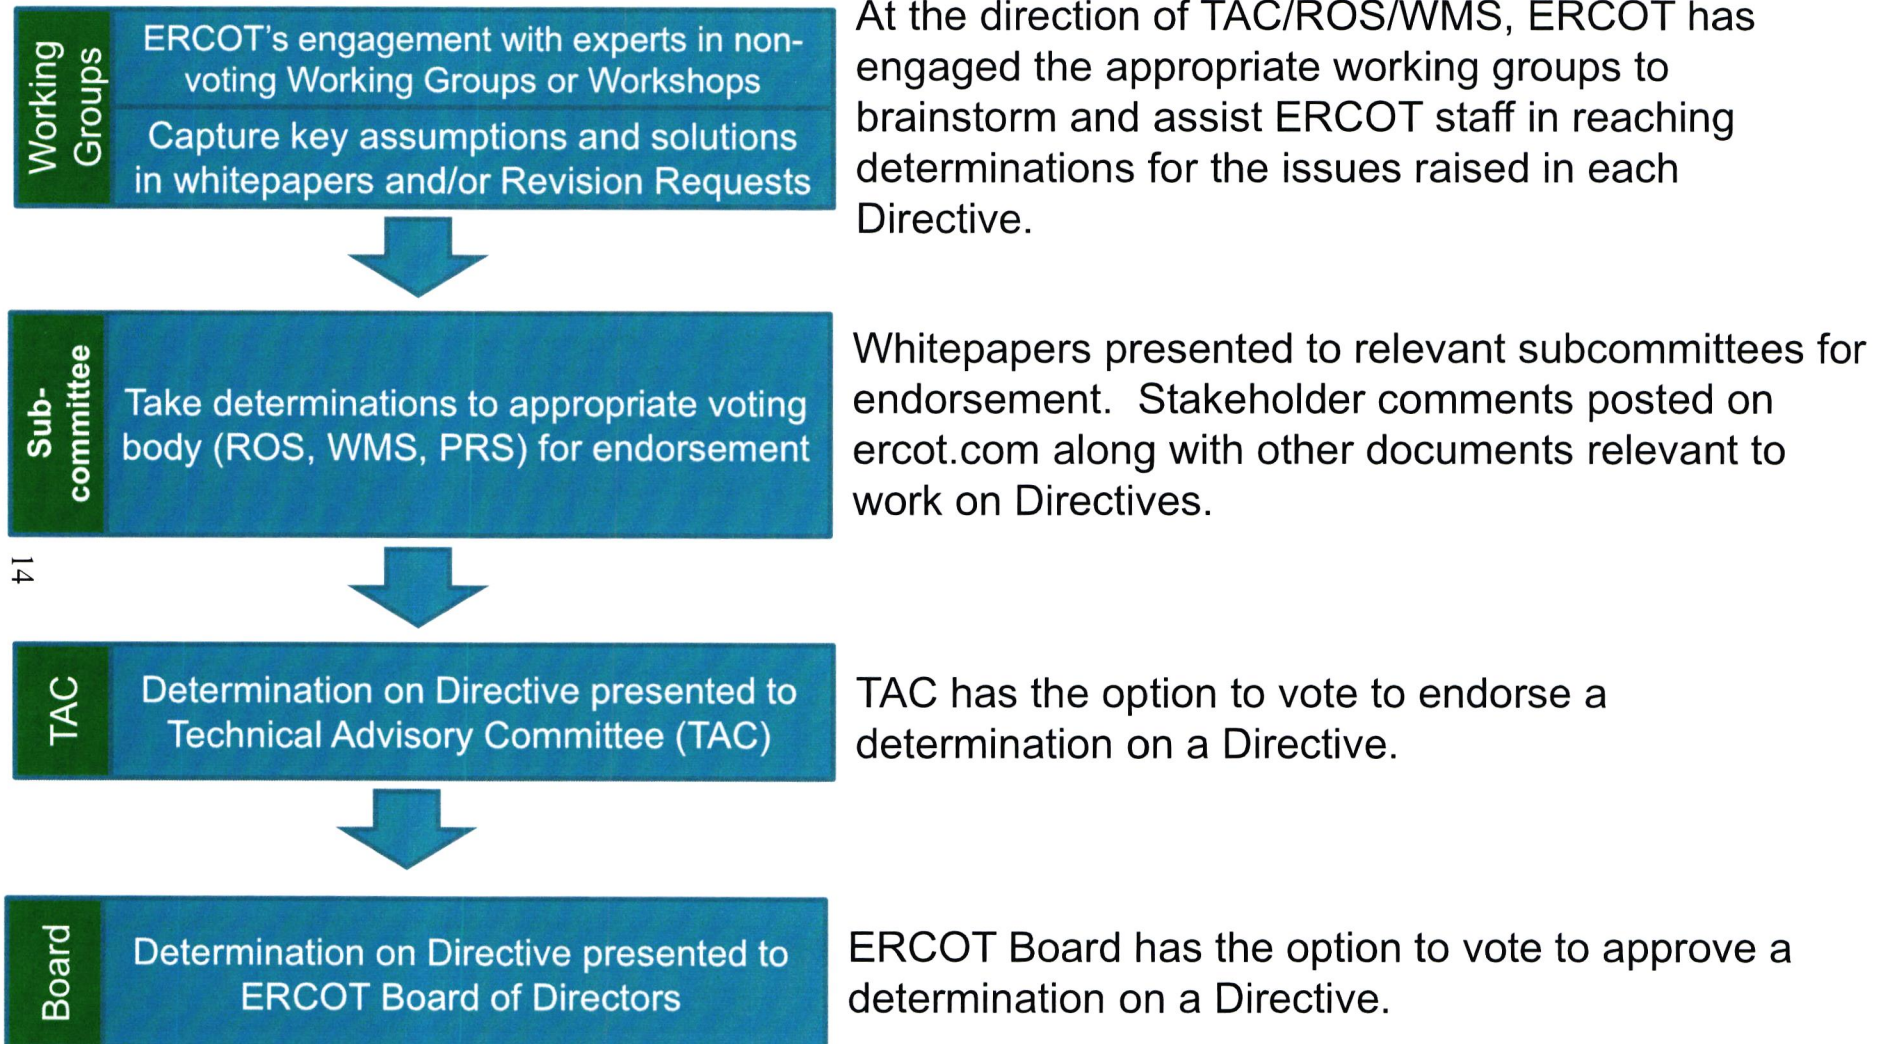 Working
Groups
ERCOT's engagement with experts in non-
voting Working Groups or Workshops
Capture key assumptions and solutions
in whitepapers and/or Revision Requests
At the direction of TAC/ROS/WMS, ERCOT has
engaged the appropriate working groups to
brainstorm and assist ERCOT staff in reaching
determinations for the issues raised in each
Directive.
Sub-
committee
Take determinations to appropriate voting
body (ROS, WMS, PRS) for endorsement
Whitepapers presented to relevant subcommittees for
endorsement.  Stakeholder comments posted on
ercot.com along with other documents relevant to
work on Directives.
14
TAC
Determination on Directive presented to
Technical Advisory Committee (TAC)
TAC has the option to vote to endorse a
determination on a Directive.
Board
Determination on Directive presented to
ERCOT Board of Directors
ERCOT Board has the option to vote to approve a
determination on a Directive.